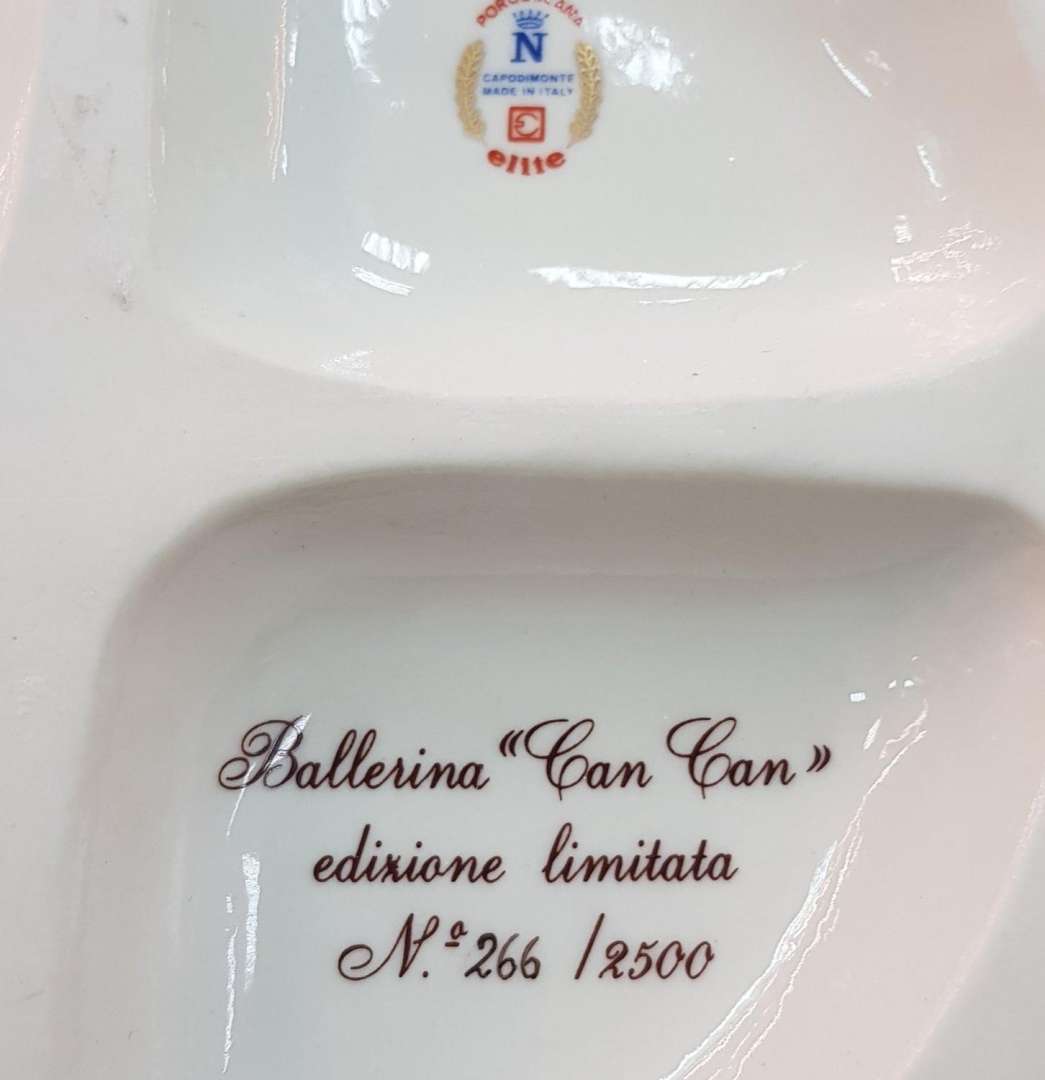 PORCELLANA
N
CAPODIMONTE
MADE IN ITALY
elite
Ballerina "Can Can"
edizione limitata
N.º 266 /2500